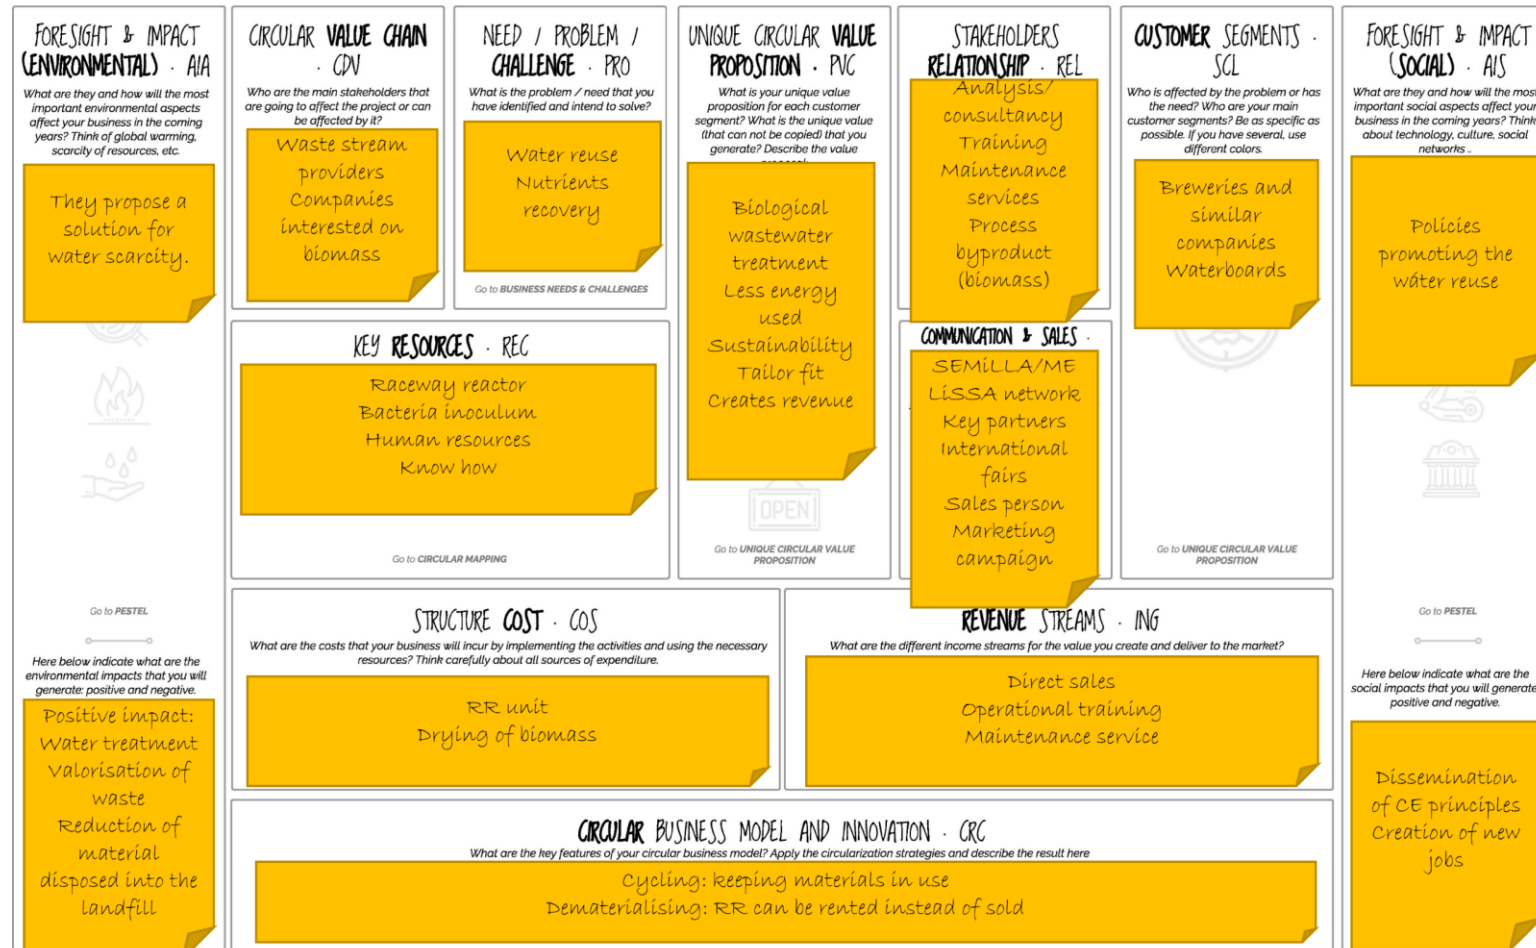 FORESIGHT & IMPACT
(ENVIRONMENTAL) · AIA
What are they and how will the most
important environmental aspects
affect your business in the coming
years? Think of global warming,
scarcity of resources, etc.
They propose a
solution for
water scarcity.
Go to PESTEL
Here below indicate what are the
environmental impacts that you will
generate: positive and negative.
Positive impact:
Water treatment
Valorisation of
waste
Reduction of
material
disposed into the
landfill
CIRCULAR VALUE CHAIN
· CDV
Who are the main stakeholders that
are going to affect the project or can
be affected by it?
Waste stream
providers
Companies
interested on
biomass
NEED / PROBLEM /
CHALLENGE · PRO
What is the problem / need that you
have identified and intend to solve?
Water reuse
Nutrients
recovery
Go to BUSINESS NEEDS & CHALLENGES
KEY RESOURCES · REC
Raceway reactor
Bacteria inoculum
Human resources
Know how
Go to CIRCULAR MAPPING
UNIQUE CIRCULAR VALUE
PROPOSITION · PVC
What is your unique value
proposition for each customer
segment? What is the unique value
(that can not be copied) that you
generate? Describe the value
Biological
wastewater
treatment
Less energy
used
Sustainability
Tailor fit
Creates revenue
OPEN
Go to UNIQUE CIRCULAR VALUE
PROPOSITION
STAKEHOLDERS
RELATIONSHIP · REL
Analysis/
consultancy
Training
Maintenance
services
Process
byproduct
(biomass)
COMMUNICATION & SALES ·
SEMiLLA/ME
LiSSA network
Key partners
International
fairs
Sales person
Marketing
campaign
CUSTOMER SEGMENTS ·
SCL
Who is affected by the problem or has
the need? Who are your main
customer segments? Be as specific as
possible. If you have several, use
different colors.
Breweries and
similar
companies
Waterboards
Go to UNIQUE CIRCULAR VALUE
PROPOSITION
FORESIGHT & IMPACT
(SOCIAL) · AIS
What are they and how will the most
important social aspects affect your
business in the coming years? Think
about technology, culture, social
networks ..
Policies
promoting the
wáter reuse
Go to PESTEL
Here below indicate what are the
social impacts that you will generate
positive and negative.
Dissemination
of CE principles
Creation of new
jobs
STRUCTURE COST · COS
What are the costs that your business will incur by implementing the activities and using the necessary
resources? Think carefully about all sources of expenditure.
RR unit
Drying of biomass
REVENUE STREAMS · ING
What are the different income streams for the value you create and deliver to the market?
Direct sales
Operational training
Maintenance service
CIRCULAR BUSINESS MODEL AND INNOVATION · CRC
What are the key features of your circular business model? Apply the circularization strategies and describe the result here
Cycling: keeping materials in use
Dematerialising: RR can be rented instead of sold